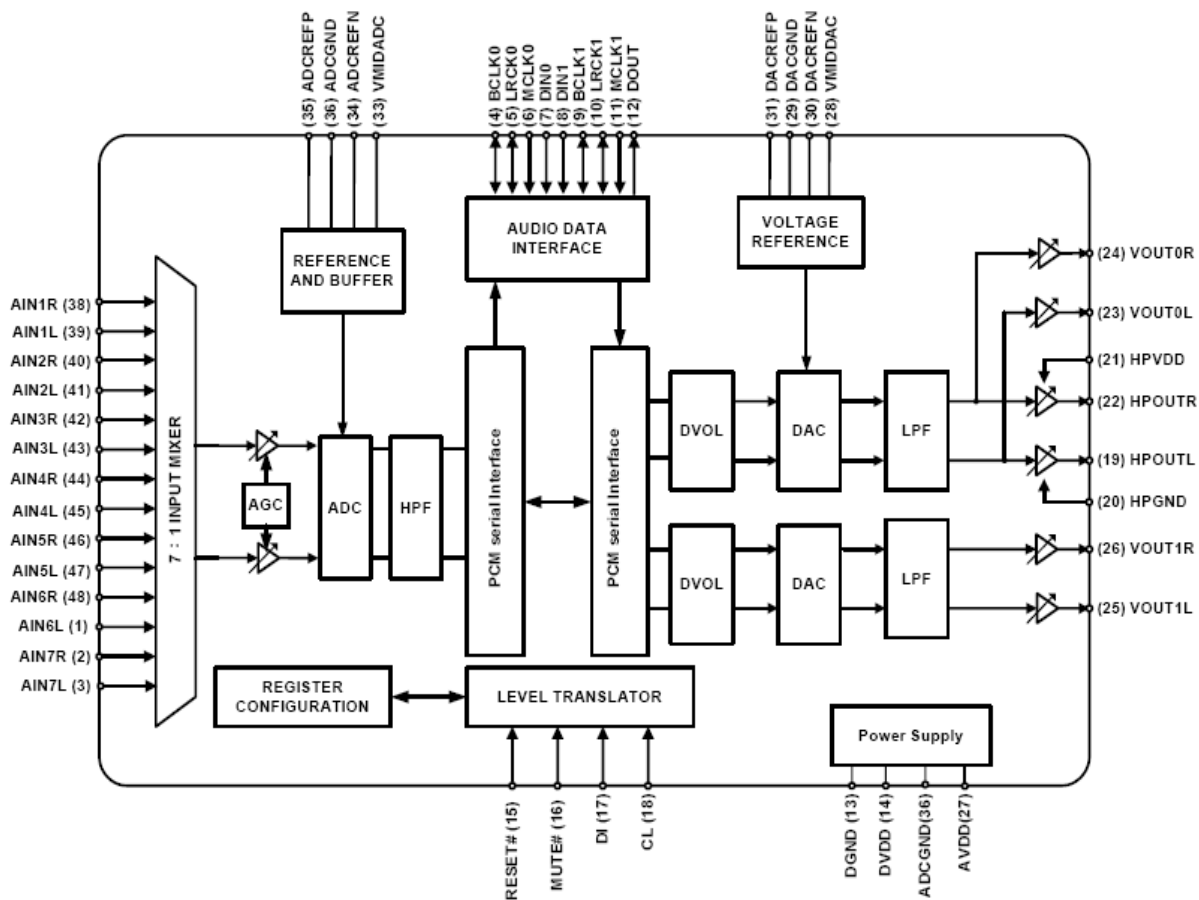 (35) ADCREFP
(36) ADCGND
(34) ADCREFN
(33) VMIDADC
(4) BCLK0
(5) LRCK0
(6) MCLK0
(7) DIN0
(8) DIN1
(9) BCLK1
(10) LRCK1
(11) MCLK1
(12) DOUT
(31) DACREFP
(29) DACGND
(30) DACREFN
(28) VMIDDAC
REFERENCE
AND BUFFER
AUDIO DATA
INTERFACE
VOLTAGE
REFERENCE
AIN1R (38)
AIN1L (39)
AIN2R (40)
AIN2L (41)
AIN3R (42)
AIN3L (43)
AIN4R (44)
AIN4L (45)
AIN5R (46)
AIN5L (47)
AIN6R (48)
AIN6L (1)
AIN7R (2)
AIN7L (3)
7 : 1 INPUT MIXER
AGC
ADC
HPF
PCM serial Interface
PCM serial Interface
DVOL
DAC
LPF
DVOL
DAC
LPF
(24) VOUT0R
(23) VOUT0L
(21) HPVDD
(22) HPOUTR
(19) HPOUTL
(20) HPGND
(26) VOUT1R
(25) VOUT1L
REGISTER
CONFIGURATION
LEVEL TRANSLATOR
Power Supply
RESET# (15)
MUTE# (16)
DI (17)
CL (18)
DGND (13)
DVDD (14)
ADCGND(36)
AVDD(27)